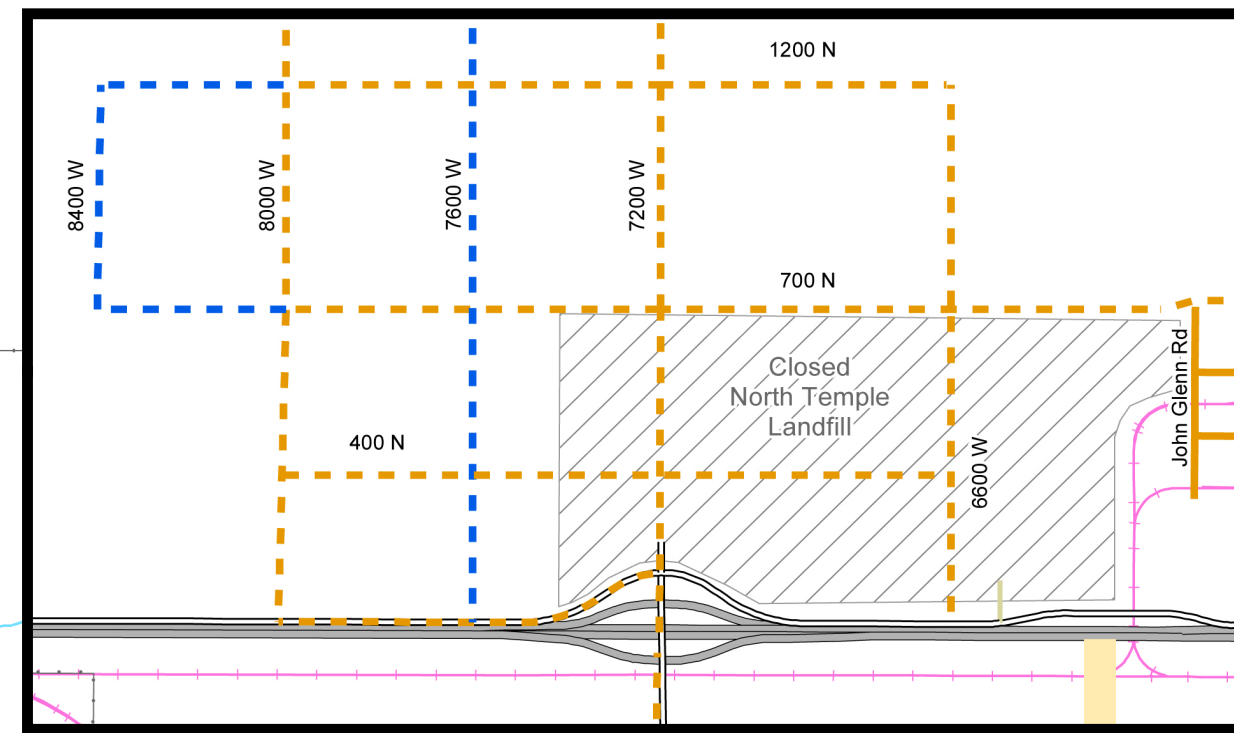 1200 N
8400 W
8000 W
7600 W
7200 W
700 N
John Glenn Rd
Closed
North Temple
Landfill
400 N
6600 W